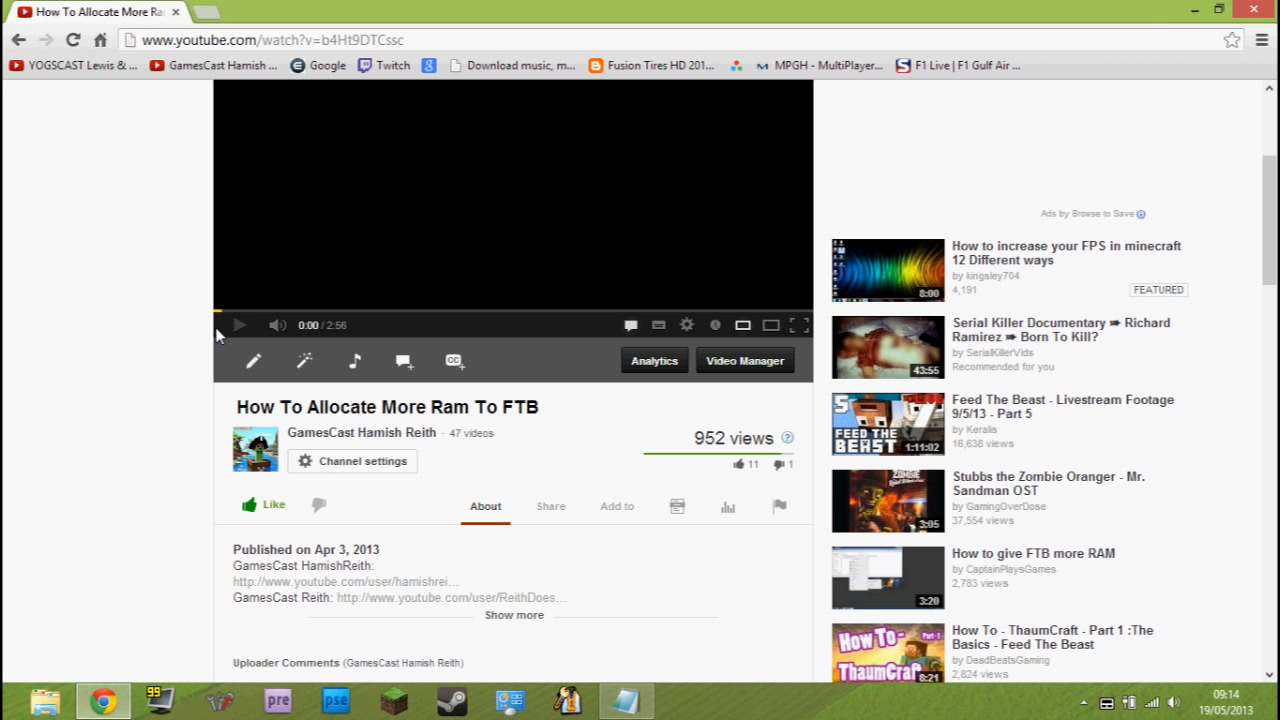 How To Allocate More Ra
www.youtube.com/watch?v=b4Ht9DTCssc
YOGSCAST Lewis & ...
GamesCast Hamish ...
Google
Twitch
Download music, m...
Fusion Tires HD 201...
MPGH - MultiPlayer...
F1 Live | F1 Gulf Air ...
0:00 / 2:56
Analytics
Video Manager
How To Allocate More Ram To FTB
GamesCast Hamish Reith - 47 videos
Channel settings
952 views
11
1
Like
About
Share
Add to
Published on Apr 3, 2013
GamesCast HamishReith:
http://www.youtube.com/user/hamishrei...
GamesCast Reith: http://www.youtube.com/user/ReithDoes...
Show more
Uploader Comments (GamesCast Hamish Reith)
Ads by Browse to Save
How to increase your FPS in minecraft
12 Different ways
by kingsley704
4,191
FEATURED
8:00
Serial Killer Documentary ➠ Richard
Ramirez ➠ Born To Kill?
by SerialKillerVids
Recommended for you
43:55
Feed The Beast - Livestream Footage
9/5/13 - Part 5
by Keralis
16,638 views
FEED THE
BEAST
1:11:02
Stubbs the Zombie Oranger - Mr.
Sandman OST
by GamingOverDose
37,554 views
3:05
How to give FTB more RAM
by CaptainPlaysGames
2,783 views
3:20
How To - ThaumCraft - Part 1 :The
Basics - Feed The Beast
by DeadBeatsGaming
2,624 views
How To-
ThaumCraf
8:21
99
pre
pse
09:14
19/05/2013